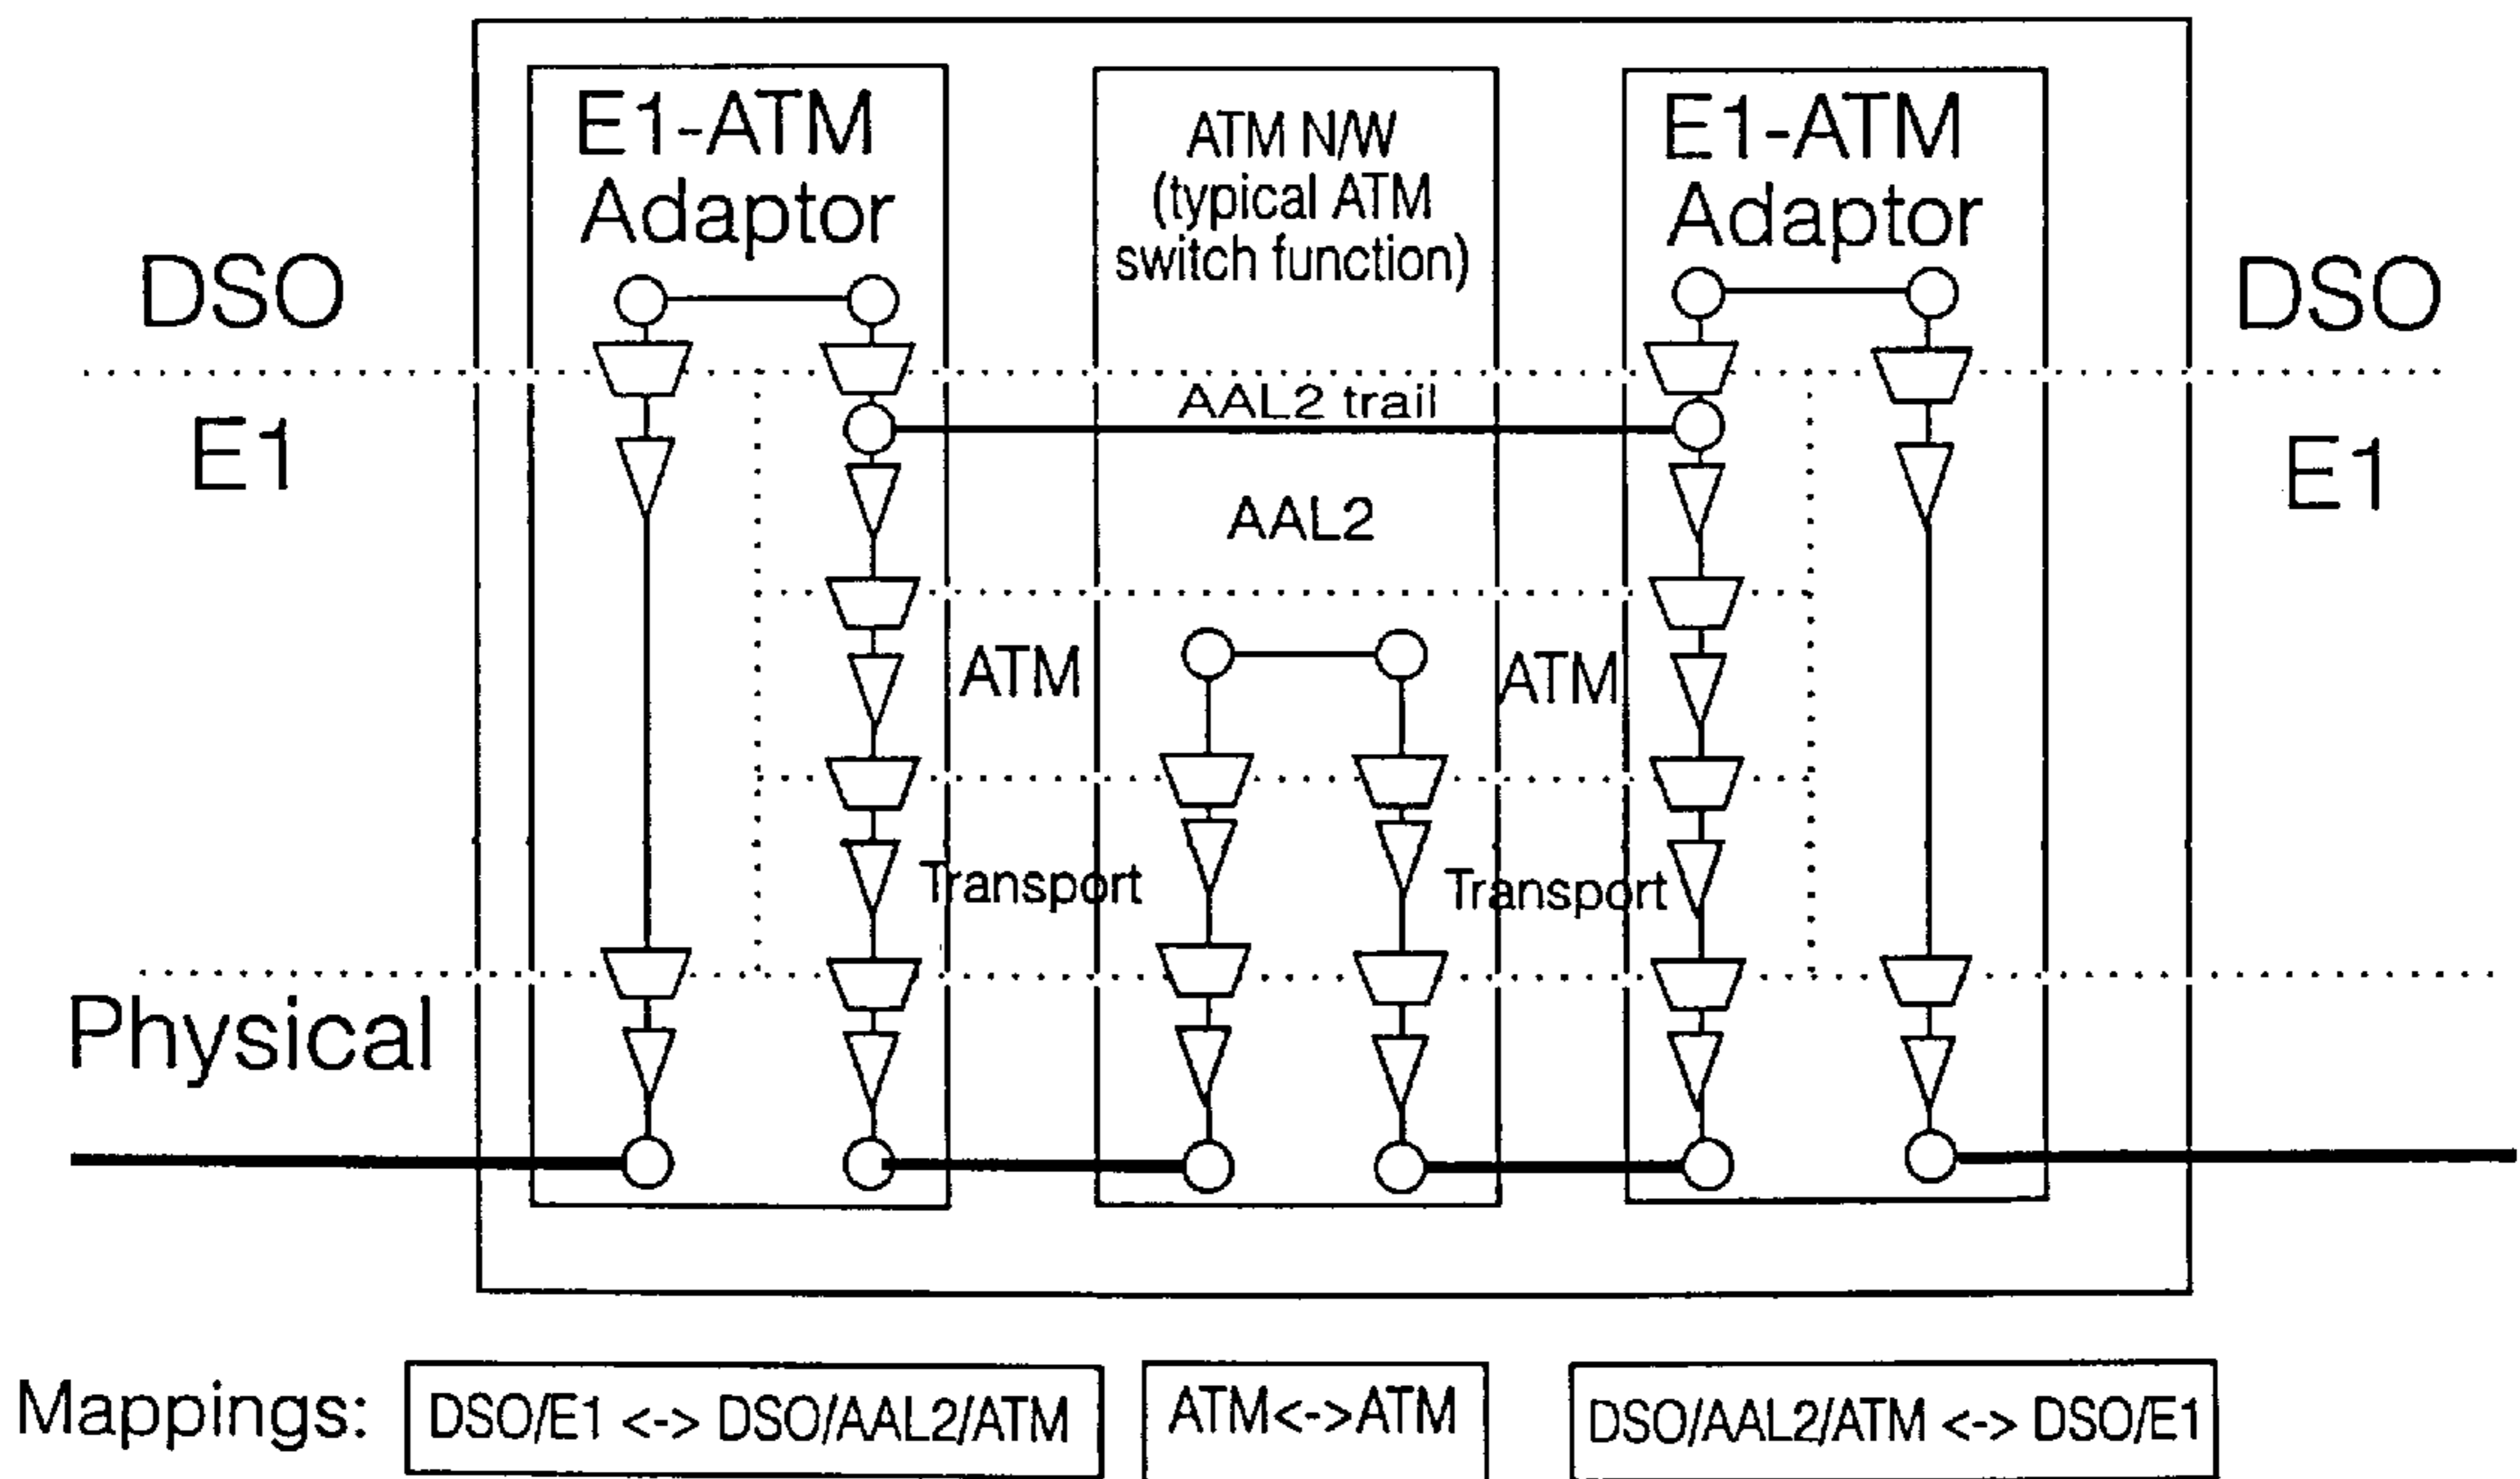 E1-ATM
Adaptor
ATM N/W
(typical ATM
switch function)
E1-ATM
Adaptor
DSO
DSO
AAL2 trail
E1
E1
AAL2
ATM
ATM
Transport
Transport
Physical
Mappings:
DSO/E1 <-> DSO/AAL2/ATM
ATM<->ATM
DSO/AAL2/ATM <-> DSO/E1